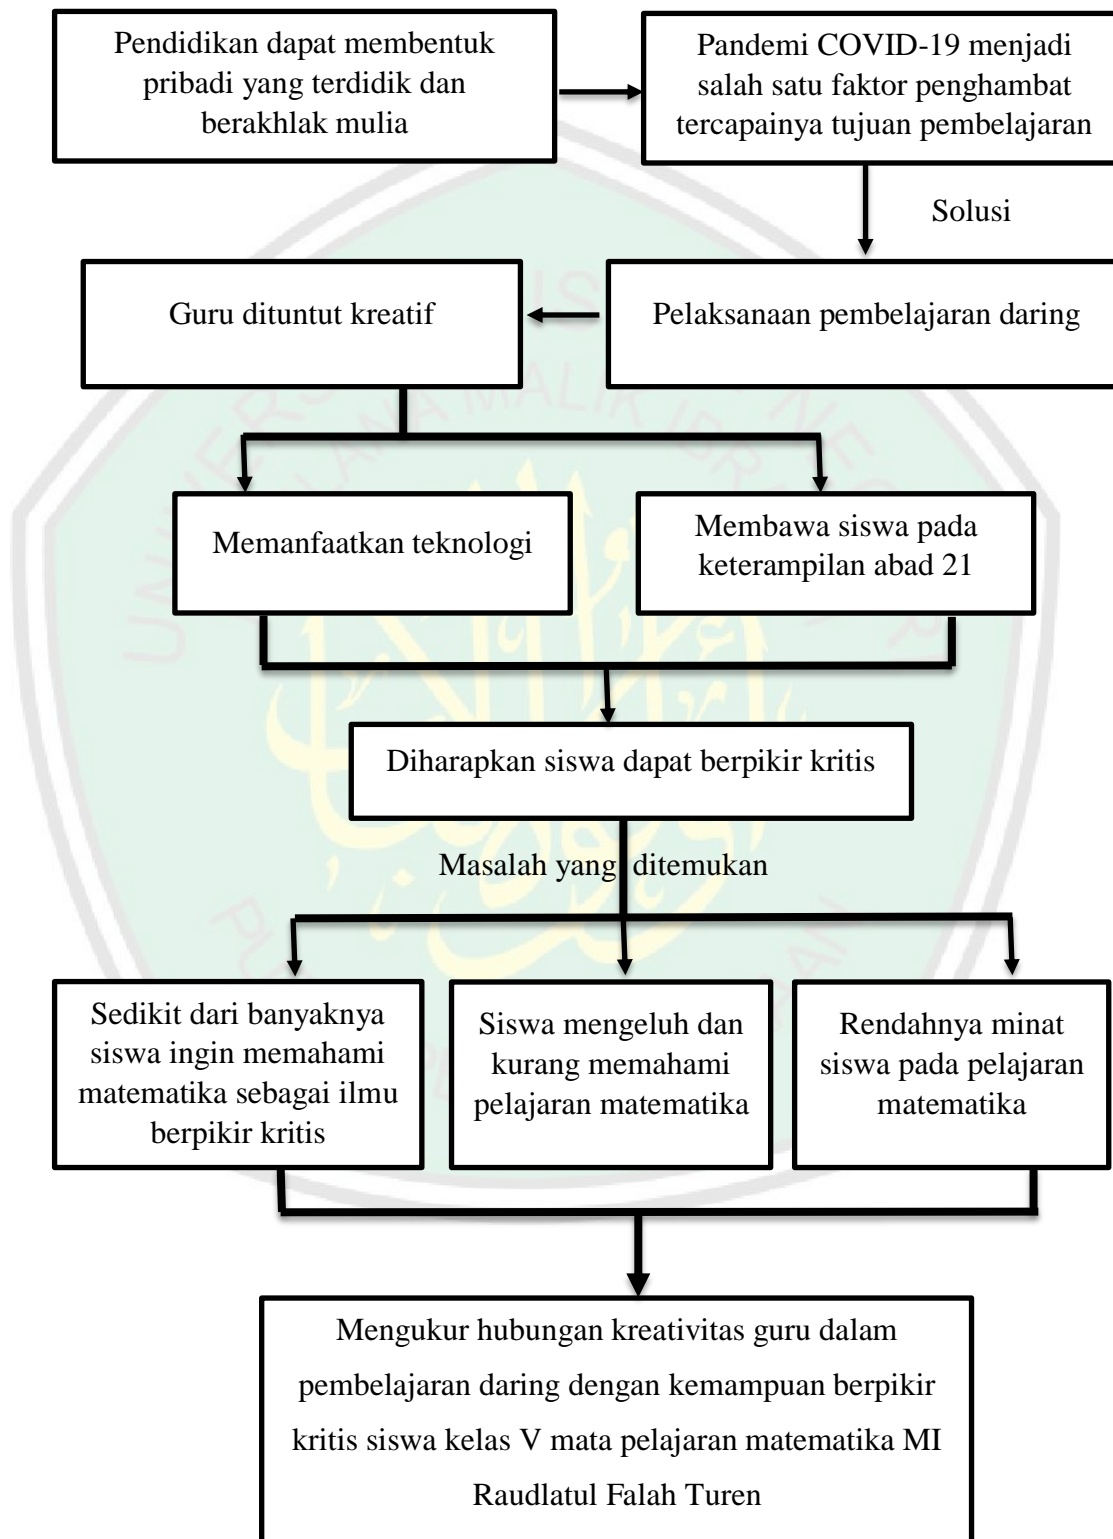 Pendidikan dapat membentuk
pribadi yang terdidik dan
berakhlak mulia
Pandemi COVID-19 menjadi
salah satu faktor penghambat
tercapainya tujuan pembelajaran
Solusi
Pelaksanaan pembelajaran daring
Guru dituntut kreatif
Memanfaatkan teknologi
Membawa siswa pada
keterampilan abad 21
Diharapkan siswa dapat berpikir kritis
Masalah yang ditemukan
Sedikit dari banyaknya
siswa ingin memahami
matematika sebagai ilmu
berpikir kritis
Siswa mengeluh dan
kurang memahami
pelajaran matematika
Rendahnya minat
siswa pada pelajaran
matematika
Mengukur hubungan kreativitas guru dalam
pembelajaran daring dengan kemampuan berpikir
kritis siswa kelas V mata pelajaran matematika MI
Raudlatul Falah Turen
MALIK